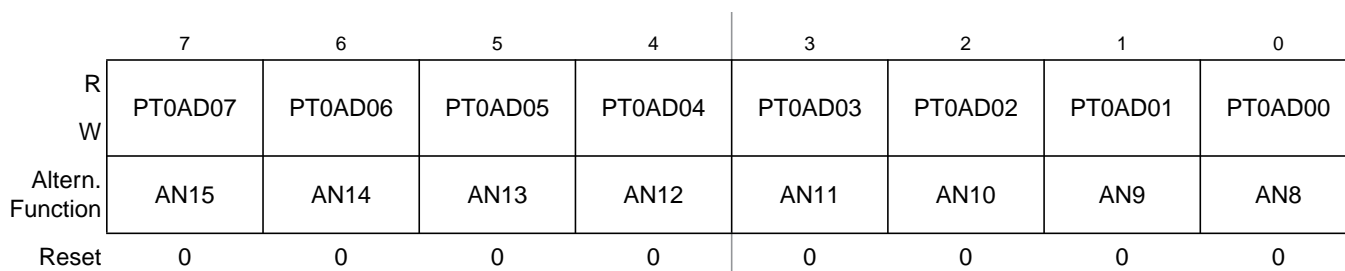 7 6 5 4 3 2 1 0
R
W
PT0AD07 PT0AD06 PT0AD05 PT0AD04 PT0AD03 PT0AD02 PT0AD01 PT0AD00
Altern.
Function
AN15 AN14 AN13 AN12 AN11 AN10 AN9 AN8
Reset 0 0 0 0 0 0 0 0